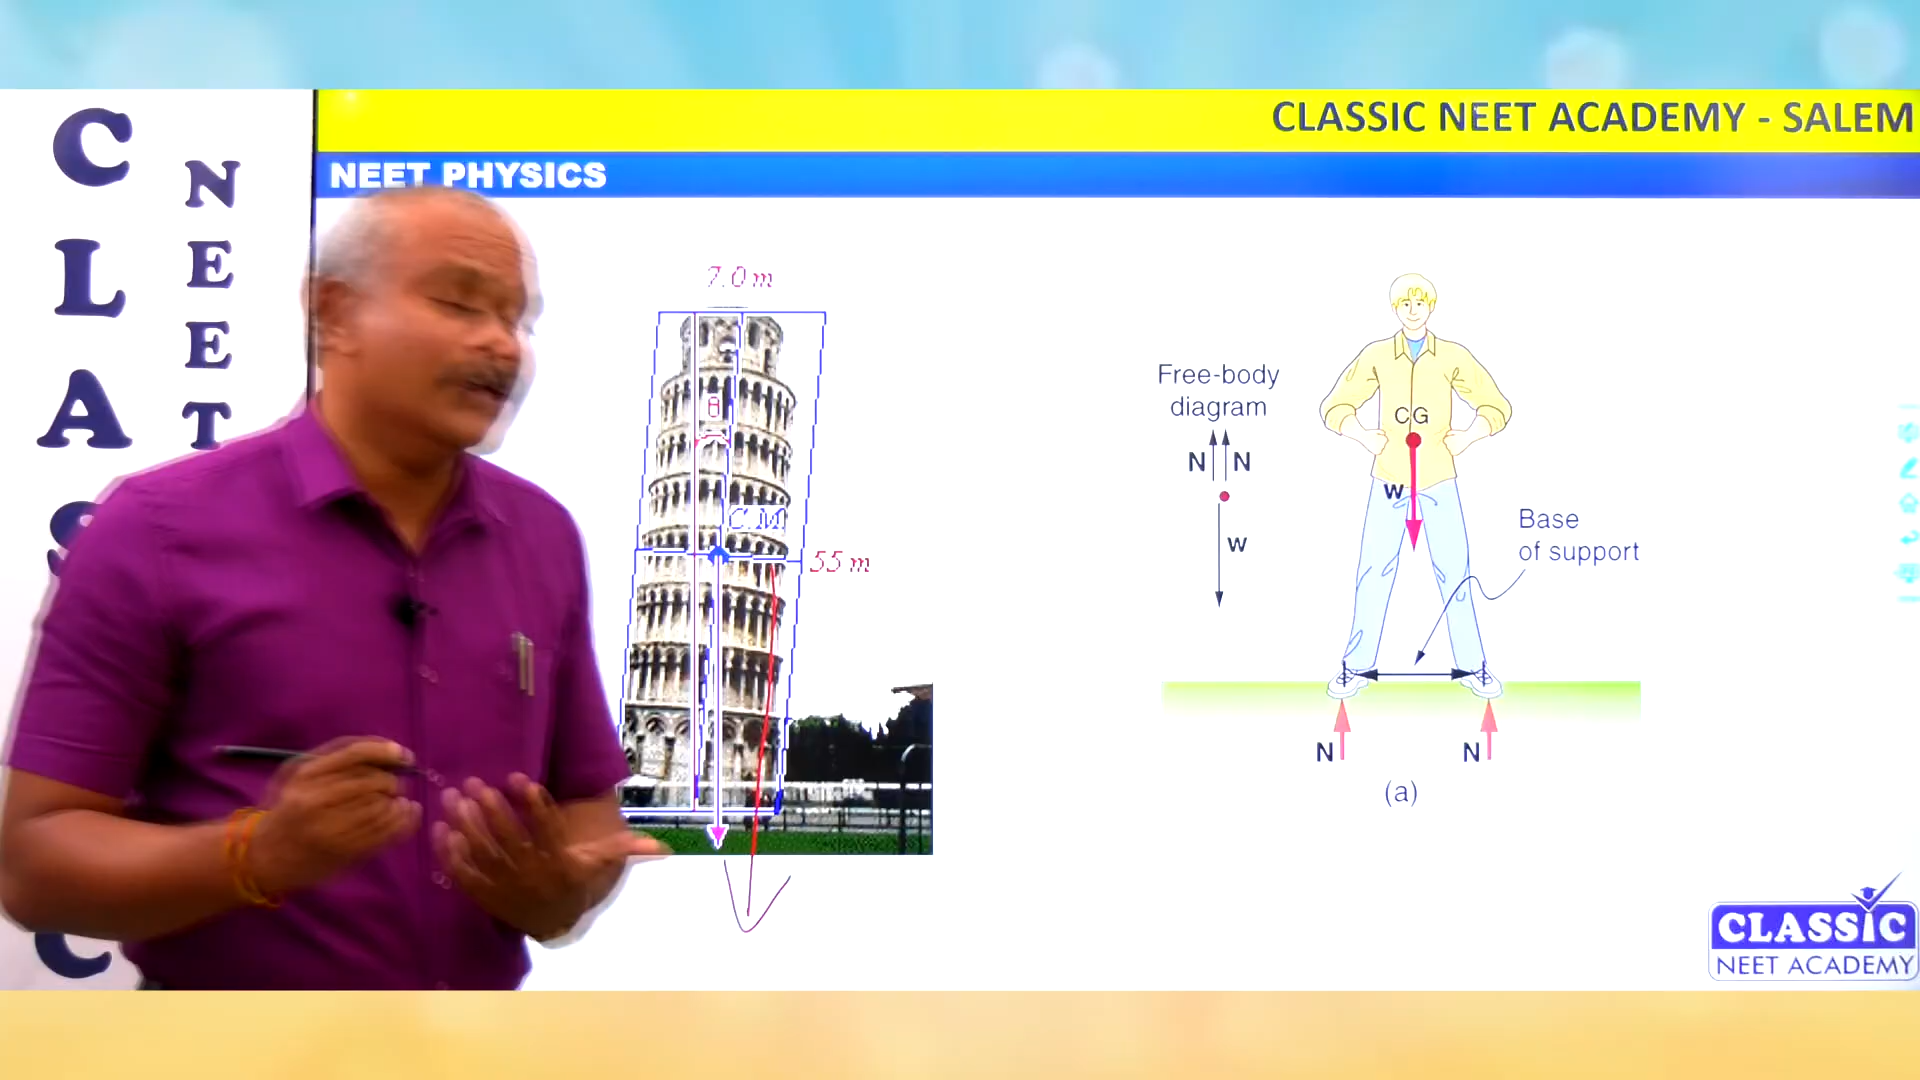 CLASSIC NEET ACADEMY - SALEM
NEET PHYSICS
C
L
A
S
C
N
E
E
T
7.0 m
θ
C.M
55 m
Free-body
diagram
N N
w
CG
w
Base
of support
N N
(a)
CLASSIC
NEET ACADEMY